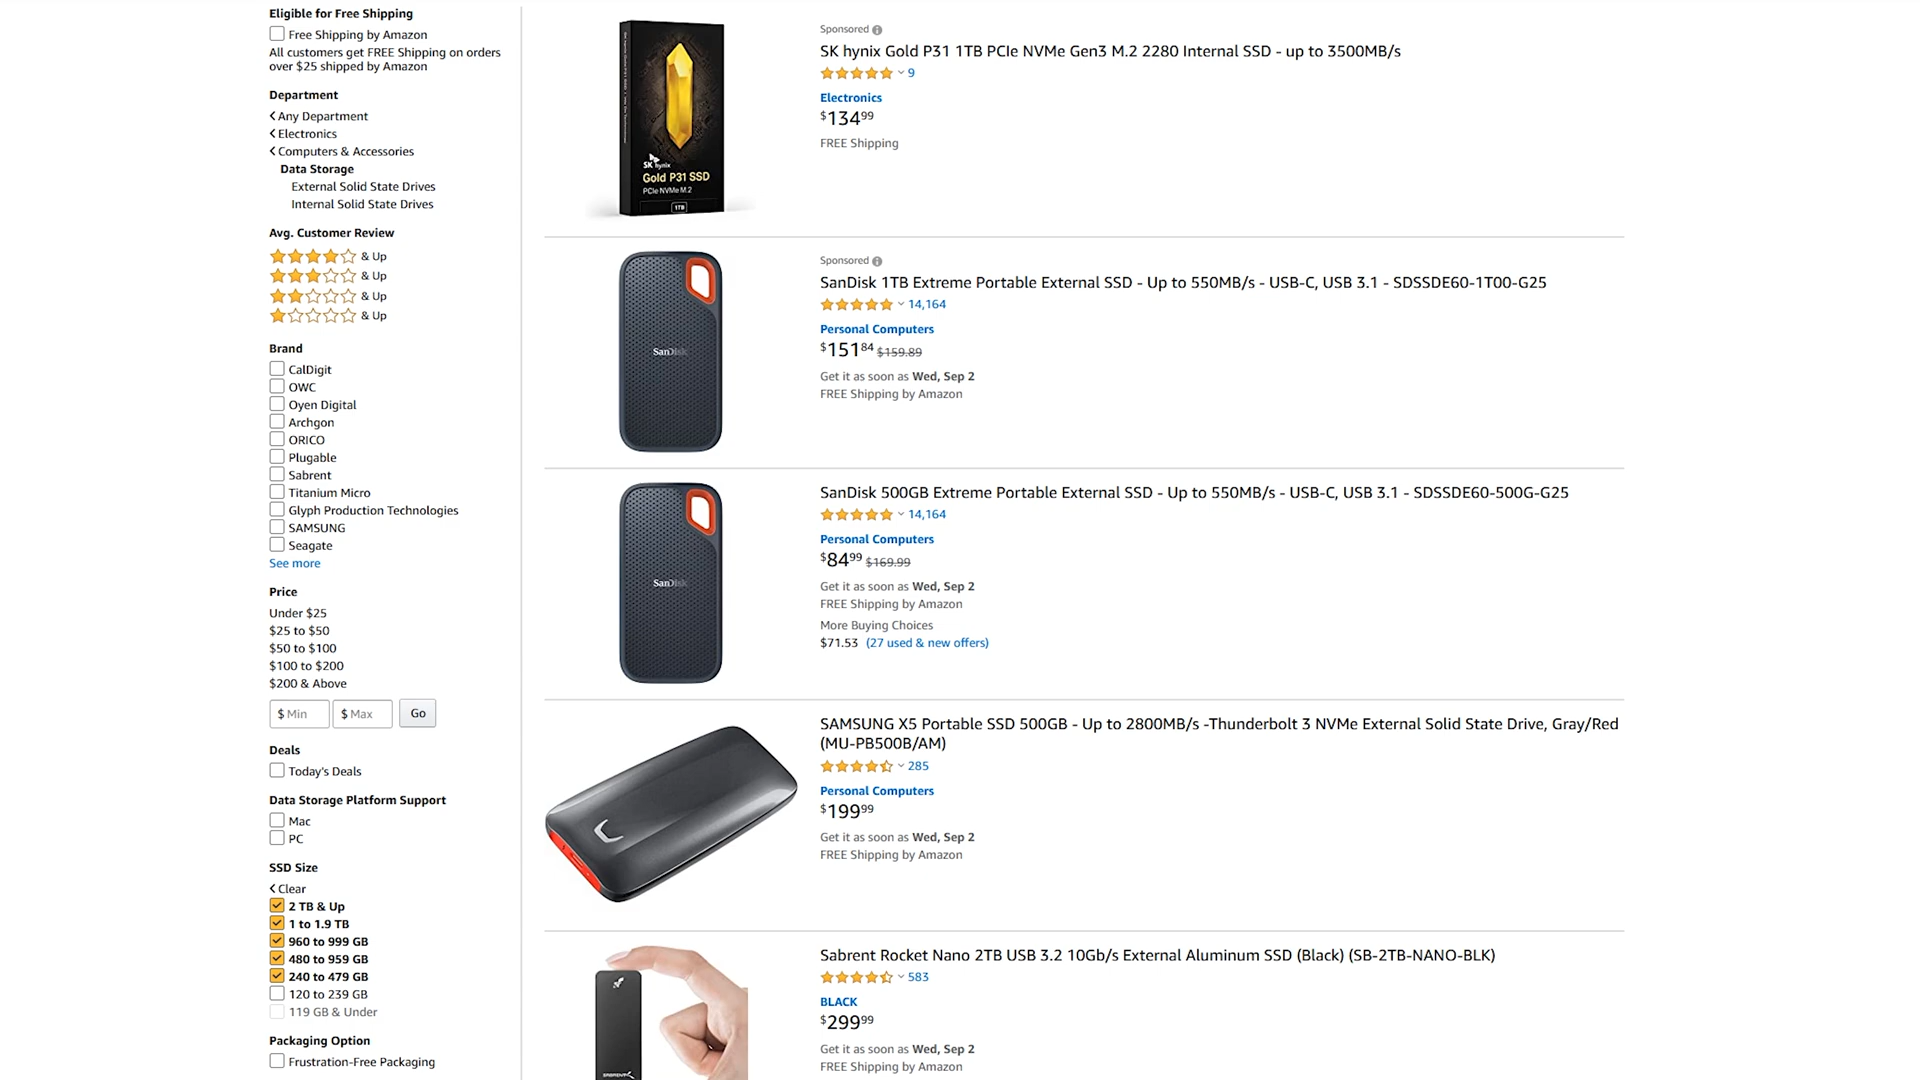 Eligible for Free Shipping
Free Shipping by Amazon
All customers get FREE Shipping on orders
over $25 shipped by Amazon
Department
Any Department
Electronics
Computers & Accessories
Data Storage
External Solid State Drives
Internal Solid State Drives
Avg. Customer Review
& Up
& Up
& Up
& Up
Brand
CalDigit
OWC
Oyen Digital
Archgon
ORICO
Plugable
Sabrent
Titanium Micro
Glyph Production Technologies
SAMSUNG
Seagate
See more
Price
Under $25
$25 to $50
$50 to $100
$100 to $200
$200 & Above
$ Min $ Max Go
Deals
Today's Deals
Data Storage Platform Support
Mac
PC
SSD Size
Clear
2 TB & Up
1 to 1.9 TB
960 to 999 GB
480 to 959 GB
240 to 479 GB
120 to 239 GB
119 GB & Under
Packaging Option
Frustration-Free Packaging
SK hynix
Gold P31 SSD
PCIe NVMe M.2
1TB
Sponsored
SK hynix Gold P31 1TB PCIe NVMe Gen3 M.2 2280 Internal SSD - up to 3500MB/s
9
Electronics
$134.99
FREE Shipping
SanDisk
Sponsored
SanDisk 1TB Extreme Portable External SSD - Up to 550MB/s - USB-C, USB 3.1 - SDSSDE60-1T00-G25
14,164
Personal Computers
$151.84 $159.89
Get it as soon as Wed, Sep 2
FREE Shipping by Amazon
SanDisk
SanDisk 500GB Extreme Portable External SSD - Up to 550MB/s - USB-C, USB 3.1 - SDSSDE60-500G-G25
14,164
Personal Computers
$84.99 $169.99
Get it as soon as Wed, Sep 2
FREE Shipping by Amazon
More Buying Choices
$71.53 (27 used & new offers)
SAMSUNG X5 Portable SSD 500GB - Up to 2800MB/s -Thunderbolt 3 NVMe External Solid State Drive, Gray/Red
(MU-PB500B/AM)
285
Personal Computers
$199.99
Get it as soon as Wed, Sep 2
FREE Shipping by Amazon
SABRENT
Sabrent Rocket Nano 2TB USB 3.2 10Gb/s External Aluminum SSD (Black) (SB-2TB-NANO-BLK)
583
BLACK
$299.99
Get it as soon as Wed, Sep 2
FREE Shipping by Amazon